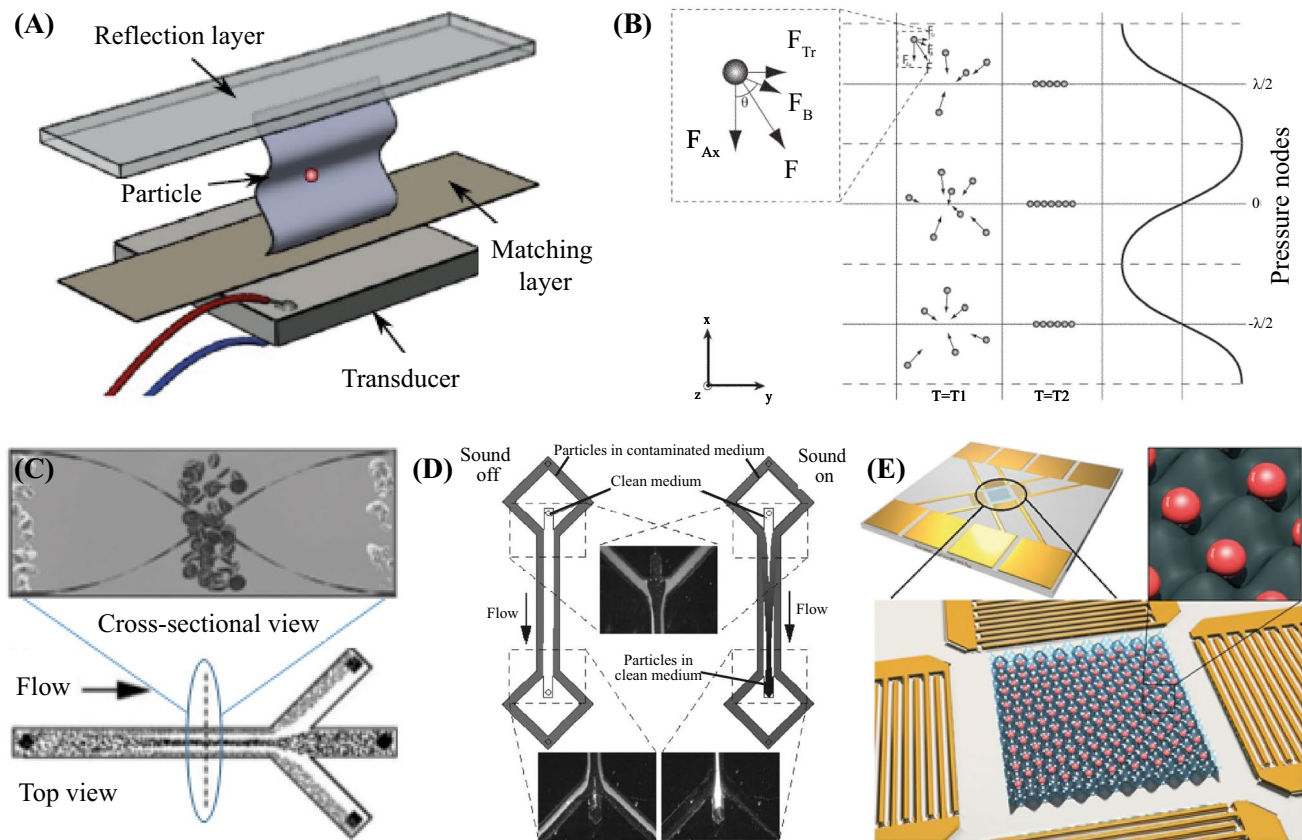 (A)
Reflection layer
Particle
Matching
layer
Transducer
(B)
F Tr
θ
F B
F Ax
F
λ/2
0
-λ/2
Pressure nodes
x
z
y
T=T1
T=T2
(C)
Cross-sectional view
Flow
Top view
(D)
Sound
off
Particles in contaminated medium
Sound
on
Clean medium
Flow
Flow
Particles in
clean medium
(E)